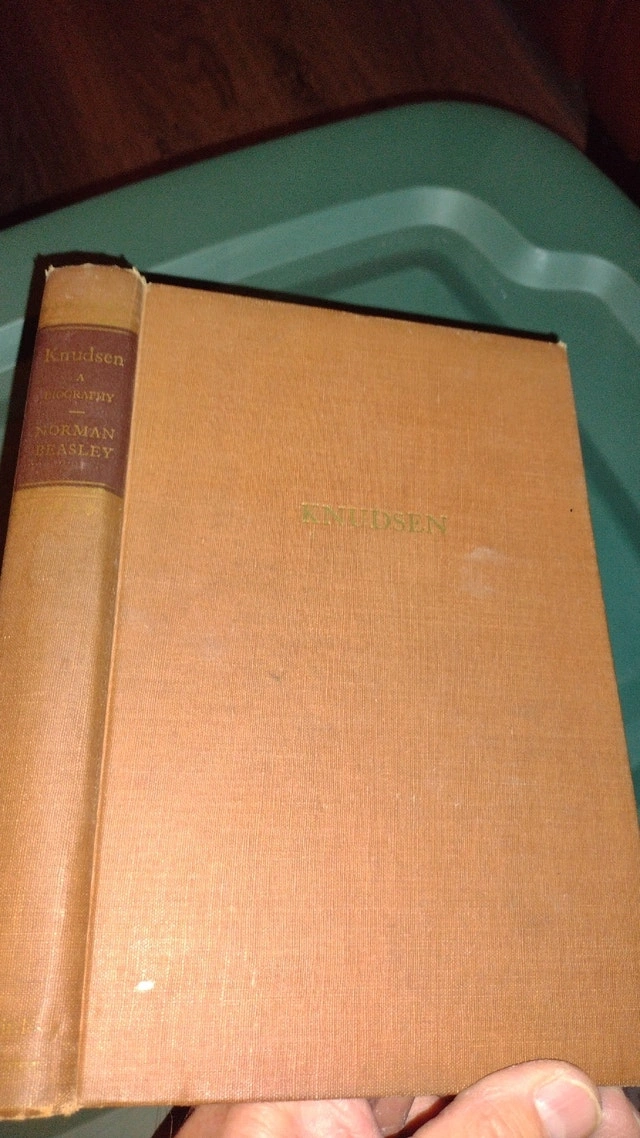 Knudsen
A
BIOGRAPHY
NORMAN
BEASLEY
KNUDSEN